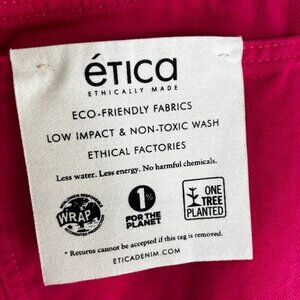 ética
ETHICALLY MADE
ECO-FRIENDLY FABRICS
LOW IMPACT & NON-TOXIC WASH
ETHICAL FACTORIES
Less water. Less energy. No harmful chemicals.
WRAP
1%
FOR THE
PLANET
ONE
TREE
PLANTED
* Returns cannot be accepted if this tag is removed.
ETICADENIM.COM